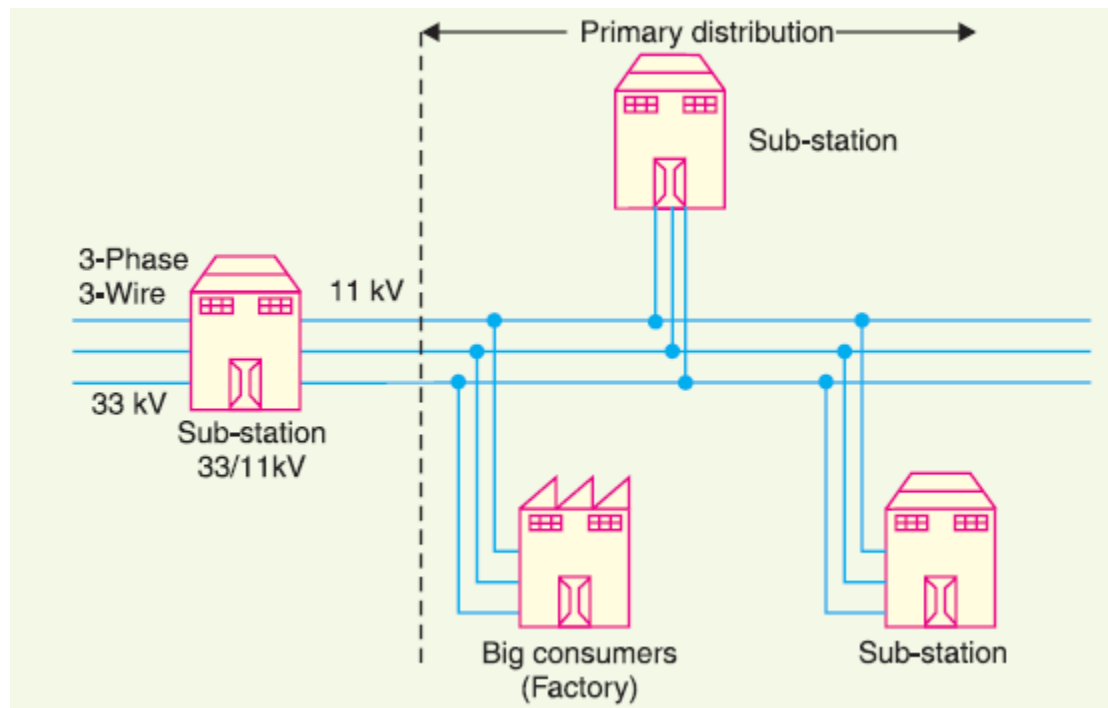 Primary distribution
Sub-station
3-Phase
3-Wire
11 kV
33 kV
Sub-station
33/11kV
Big consumers
(Factory)
Sub-station